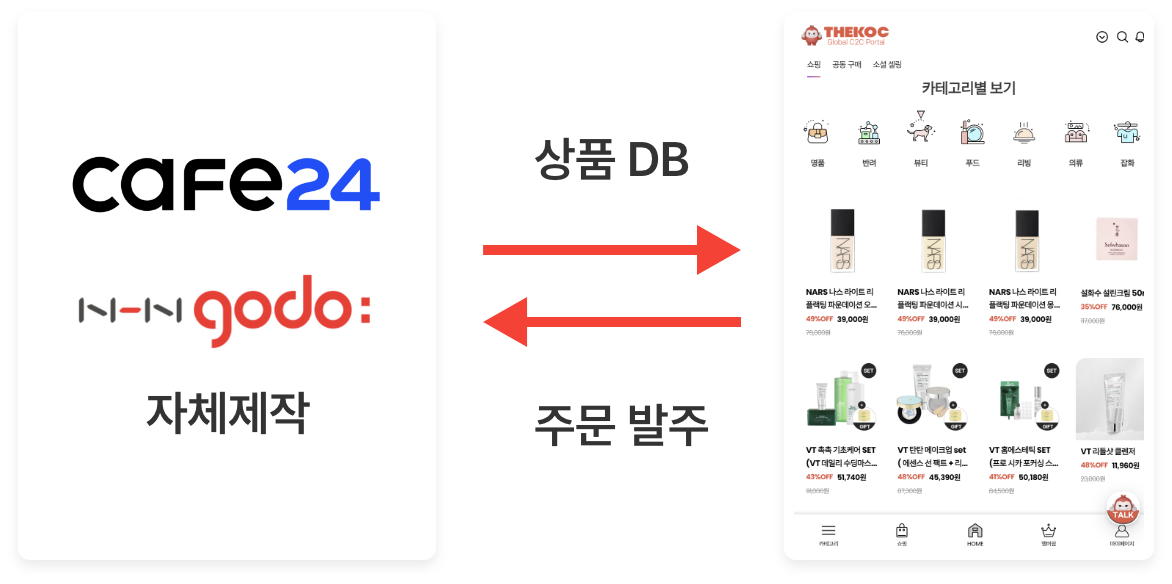 cafe24
N-N godo:
자체제작
상품 DB
주문 발주
THEKOC
Global C2C Portal
쇼핑 공동 구매 소셜 셀링
카테고리별 보기
명품 반려 뷰티 푸드 리빙 의류 잡화
NARS NARS NARS Sulwhasoo
NARS 나스 라이트 리 NARS 나스 라이트 리 NARS 나스 라이트 리 설화수 설린크림 50m
플렉팅 파운데이션 오... 플렉팅 파운데이션 시... 플렉팅 파운데이션 몽...
49%OFF 39,000원 49%OFF 39,000원 49%OFF 39,000원 35%OFF 76,000원
76,000원 76,000원 76,000원 117,000원
SET SET SET
GIFT GIFT GIFT
VT 촉촉 기초케어 SET VT 탄탄 메이크업 set VT 홈에스테틱 SET VT 리들샷 클렌저
(VT 데일리 수딩마스... ( 에센스 선 팩트 + 리... (프로 시카 포커싱 스...
43%OFF 51,740원 48%OFF 45,390원 41%OFF 50,180원 48%OFF 11,960원
91,000원 87,300원 84,500원 23,000원
TALK
카테고리 쇼핑 HOME 멤버쉽 마이페이지